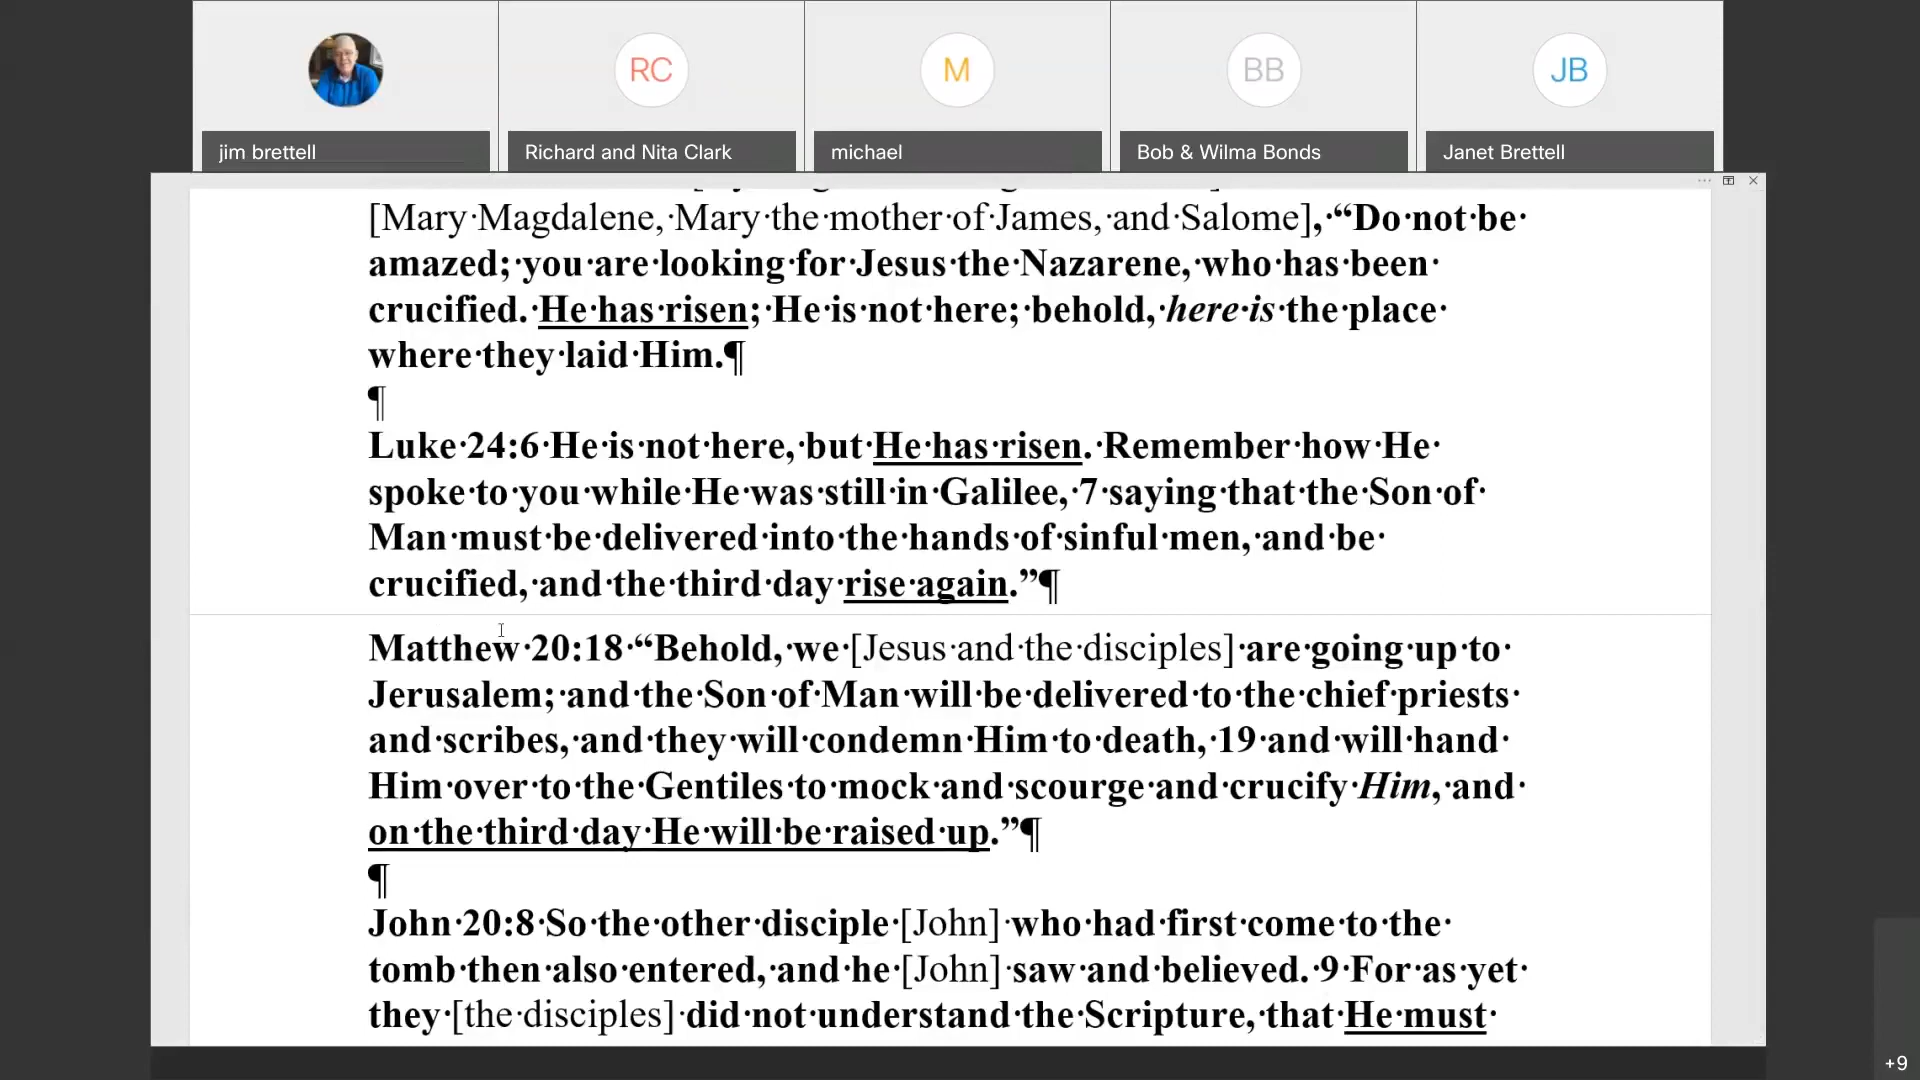 RC
M
BB
JB
jim brettell
Richard and Nita Clark
michael
Bob & Wilma Bonds
Janet Brettell
[Mary·Magdalene,·Mary·the·mother·of·James,·and·Salome],·“Do·not·be·
amazed;·you·are·looking·for·Jesus·the·Nazarene,·who·has·been·
crucified.·He·has·risen;·He·is·not·here;·behold,·here·is·the·place·
where·they·laid·Him.¶
¶
Luke·24:6·He·is·not·here,·but·He·has·risen.·Remember·how·He·
spoke·to·you·while·He·was·still·in·Galilee,·7·saying·that·the·Son·of·
Man·must·be·delivered·into·the·hands·of·sinful·men,·and·be·
crucified,·and·the·third·day·rise·again.”¶
Matthew·20:18·“Behold,·we·[Jesus·and·the·disciples]·are·going·up·to·
Jerusalem;·and·the·Son·of·Man·will·be·delivered·to·the·chief·priests·
and·scribes,·and·they·will·condemn·Him·to·death,·19·and·will·hand·
Him·over·to·the·Gentiles·to·mock·and·scourge·and·crucify·Him,·and·
on·the·third·day·He·will·be·raised·up.”¶
¶
John·20:8·So·the·other·disciple·[John]·who·had·first·come·to·the·
tomb·then·also·entered,·and·he·[John]·saw·and·believed.·9·For·as·yet·
they·[the·disciples]·did·not·understand·the·Scripture,·that·He·must·
+9